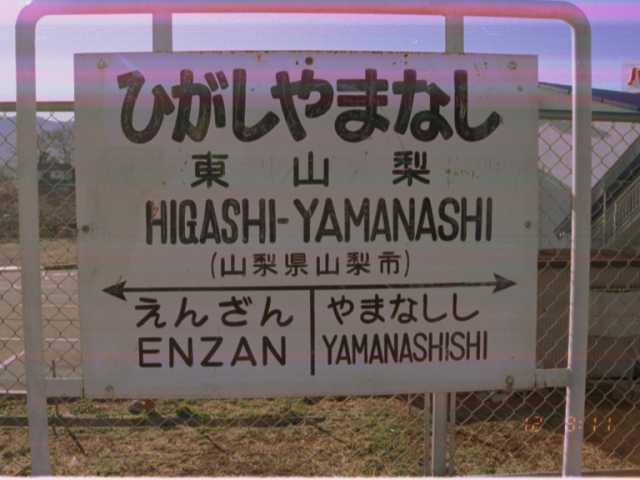 ひがしやまなし
東山梨
HIGASHI-YAMANASHI
(山梨県山梨市)
えんざん やまなしし
ENZAN YAMANASHISHI